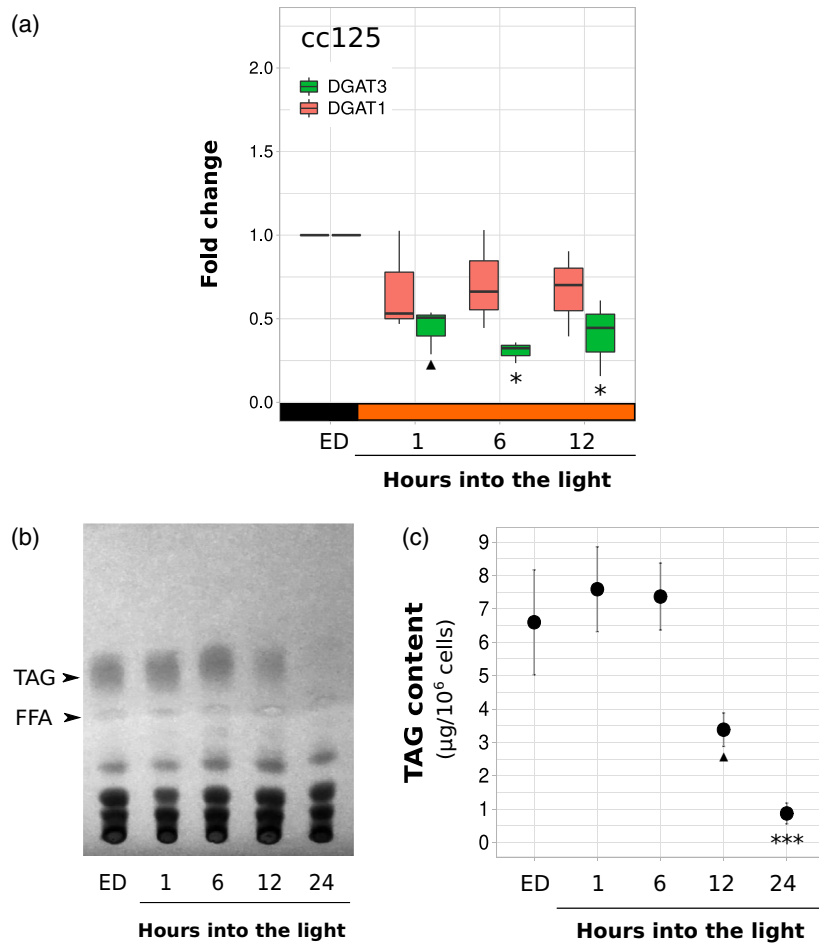 (a)
cc125
DGAT3
DGAT1
Fold change
2.0
1.5
1.0
0.5
0.0
▲
*
*
ED 1 6 12
Hours into the light
(b)
TAG
FFA
ED 1 6 12 24
Hours into the light
(c)
TAG content
(µg/10⁶ cells)
9
8
7
6
5
4
3
2
1
0
▲
***
ED 1 6 12 24
Hours into the light